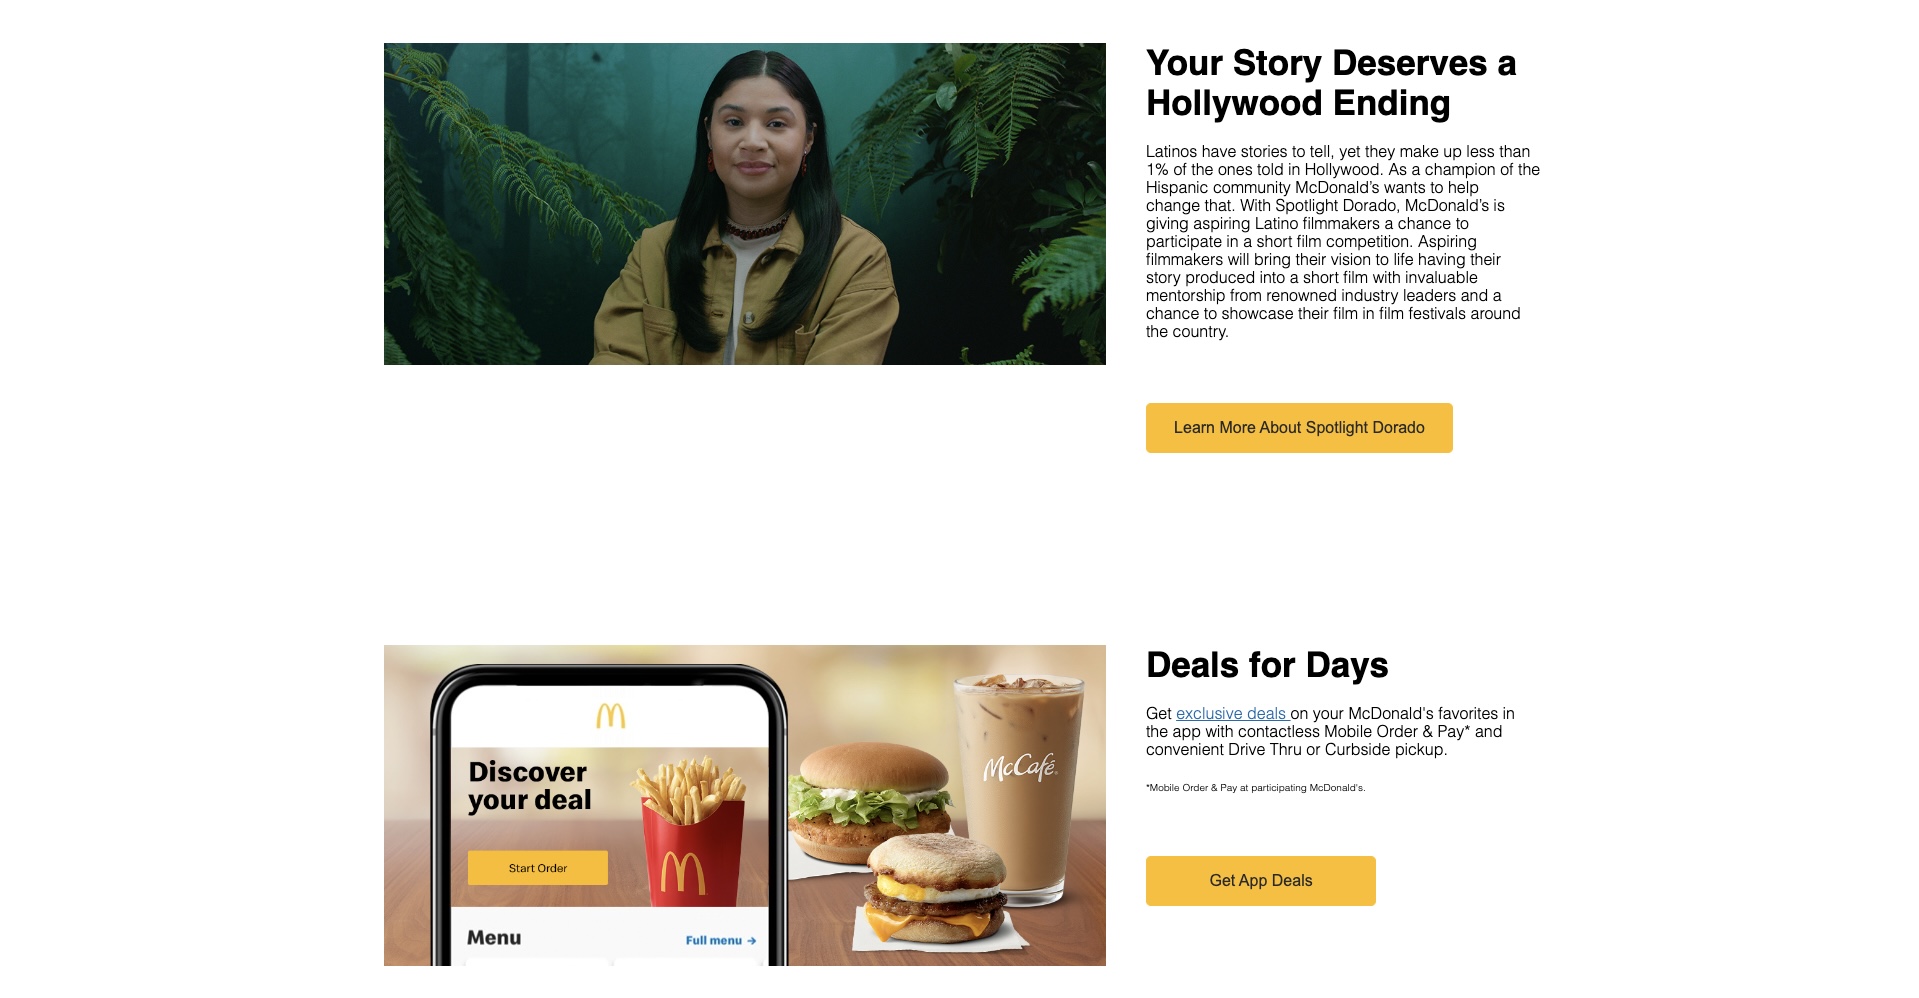 Your Story Deserves a
Hollywood Ending
Latinos have stories to tell, yet they make up less than
1% of the ones told in Hollywood. As a champion of the
Hispanic community McDonald’s wants to help
change that. With Spotlight Dorado, McDonald’s is
giving aspiring Latino filmmakers a chance to
participate in a short film competition. Aspiring
filmmakers will bring their vision to life having their
story produced into a short film with invaluable
mentorship from renowned industry leaders and a
chance to showcase their film in film festivals around
the country.
Learn More About Spotlight Dorado
Discover
your deal
Start Order
Menu
Full menu →
McCafé®
Deals for Days
Get exclusive deals on your McDonald's favorites in
the app with contactless Mobile Order & Pay* and
convenient Drive Thru or Curbside pickup.
*Mobile Order & Pay at participating McDonald's.
Get App Deals